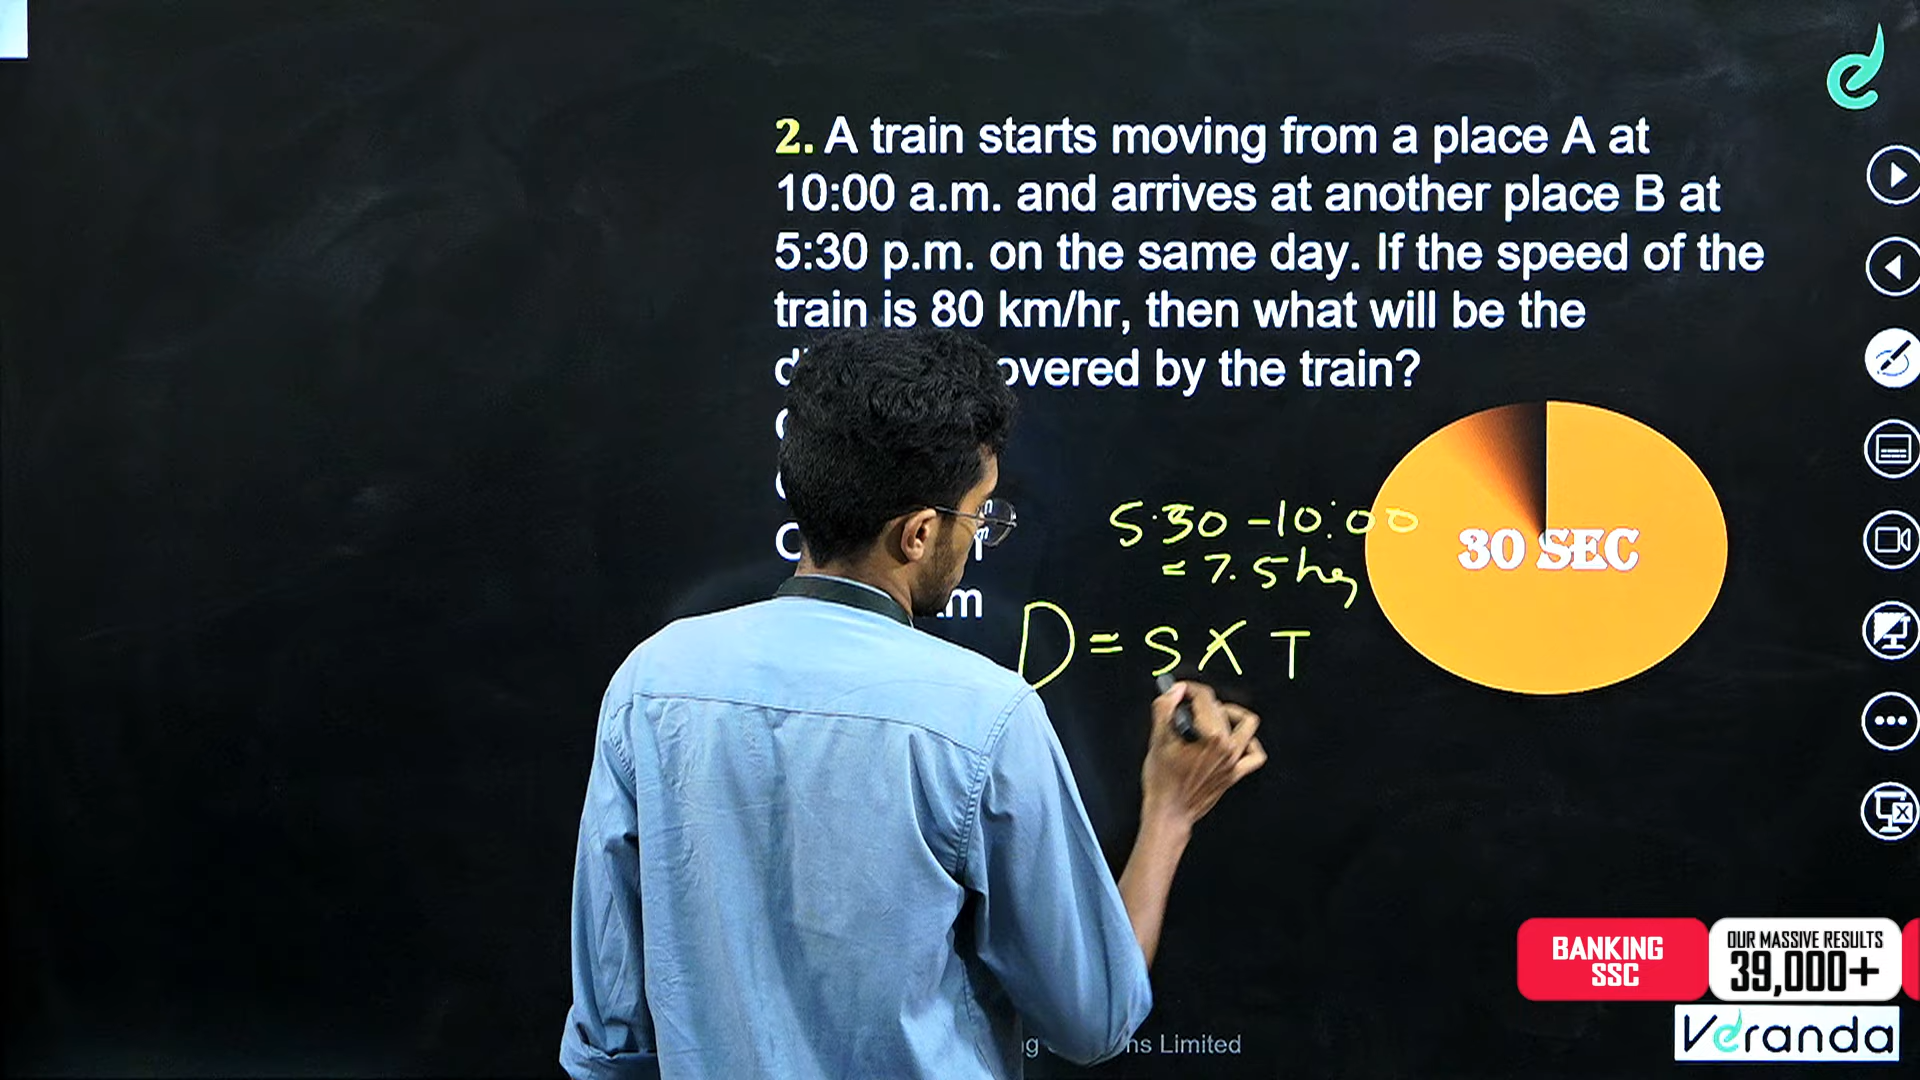 2. A train starts moving from a place A at
10:00 a.m. and arrives at another place B at
5:30 p.m. on the same day. If the speed of the
train is 80 km/hr, then what will be the
overed by the train?
5.30 - 10:00
= 7.5 hrs
30 SEC
D = S X T
BANKING
SSC
OUR MASSIVE RESULTS
39,000+
Veranda
Limited